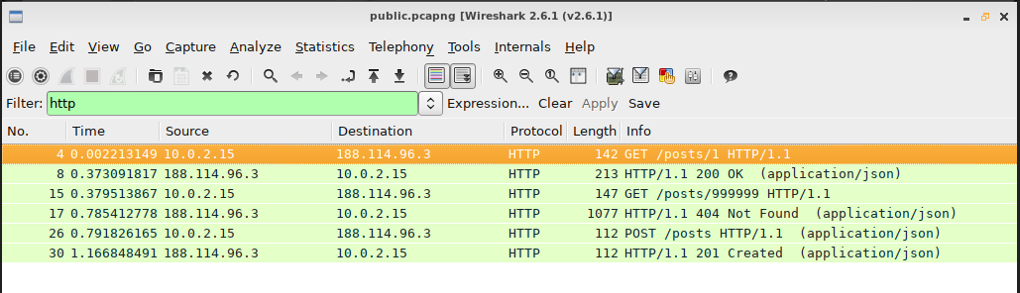 public.pcapng [Wireshark 2.6.1 (v2.6.1)]
File Edit View Go Capture Analyze Statistics Telephony Tools Internals Help
Filter: http Expression... Clear Apply Save
No. Time Source Destination Protocol Length Info
4 0.002213149 10.0.2.15 188.114.96.3 HTTP 142 GET /posts/1 HTTP/1.1
8 0.373091817 188.114.96.3 10.0.2.15 HTTP 213 HTTP/1.1 200 OK (application/json)
15 0.379513867 10.0.2.15 188.114.96.3 HTTP 147 GET /posts/999999 HTTP/1.1
17 0.785412778 188.114.96.3 10.0.2.15 HTTP 1077 HTTP/1.1 404 Not Found (application/json)
26 0.791826165 10.0.2.15 188.114.96.3 HTTP 112 POST /posts HTTP/1.1 (application/json)
30 1.166848491 188.114.96.3 10.0.2.15 HTTP 112 HTTP/1.1 201 Created (application/json)